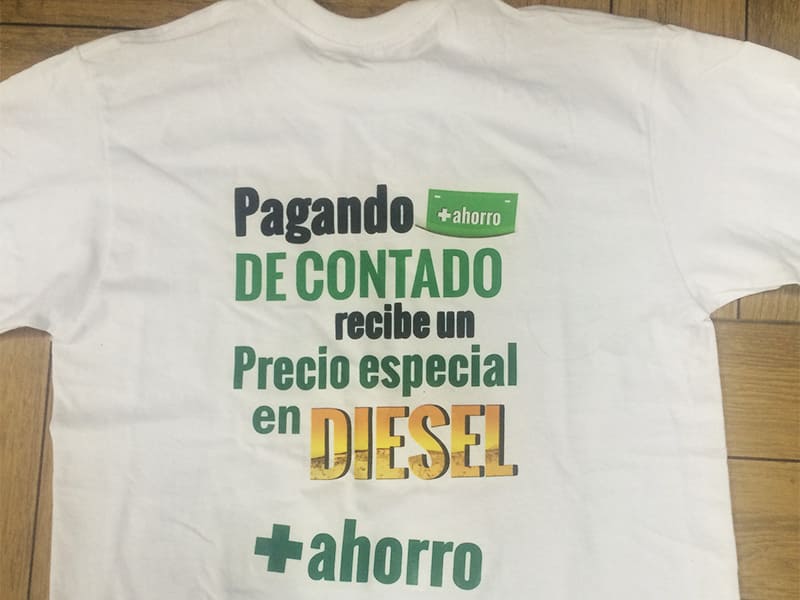 Pagando +ahorro
DE CONTADO
recibe un
Precio especial
en DIESEL
+ahorro